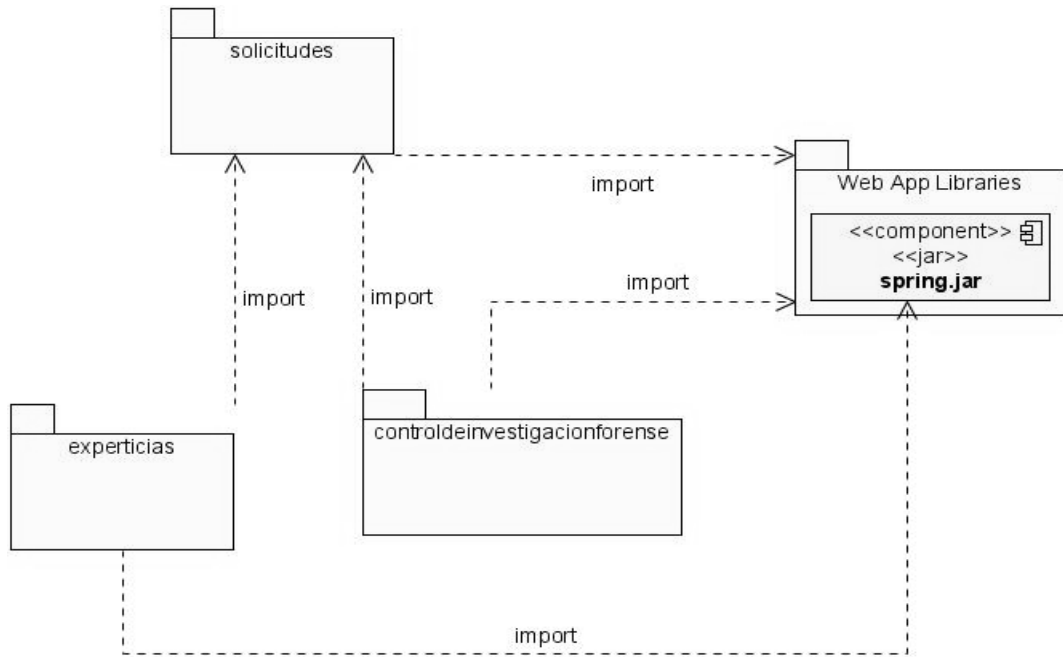 solicitudes
import
Web App Libraries
<<component>>
<<jar>>
spring.jar
import
import
import
experticias
controldeinvestigacionforense
import